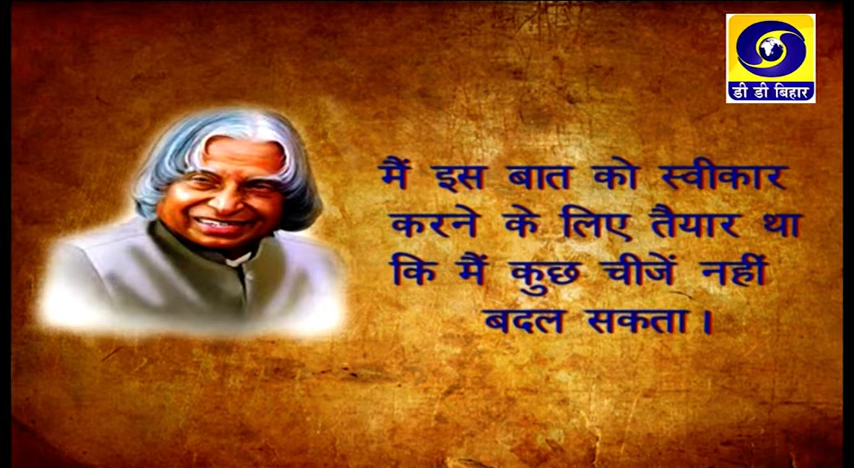 डी डी बिहार
मैं इस बात को स्वीकार
करने के लिए तैयार था
कि मैं कुछ चीजें नहीं
बदल सकता।